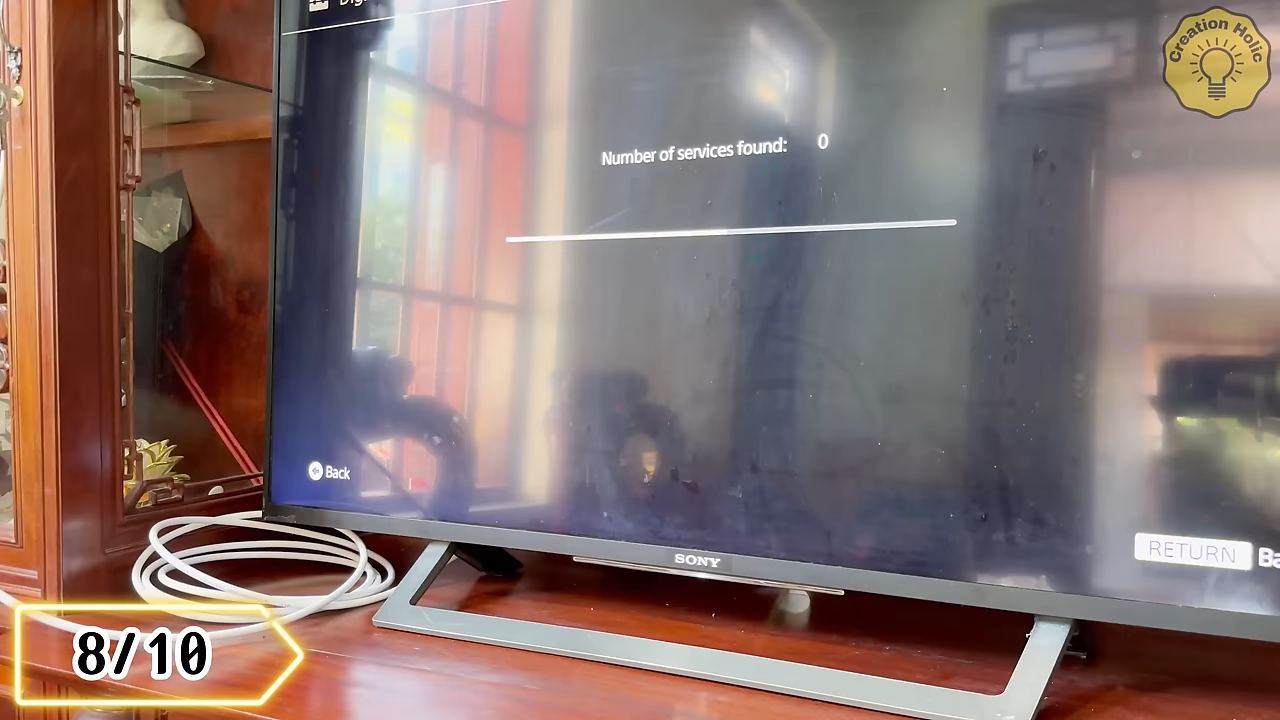 Creation Holic
Number of services found: 0
Back
RETURN
SONY
8/10